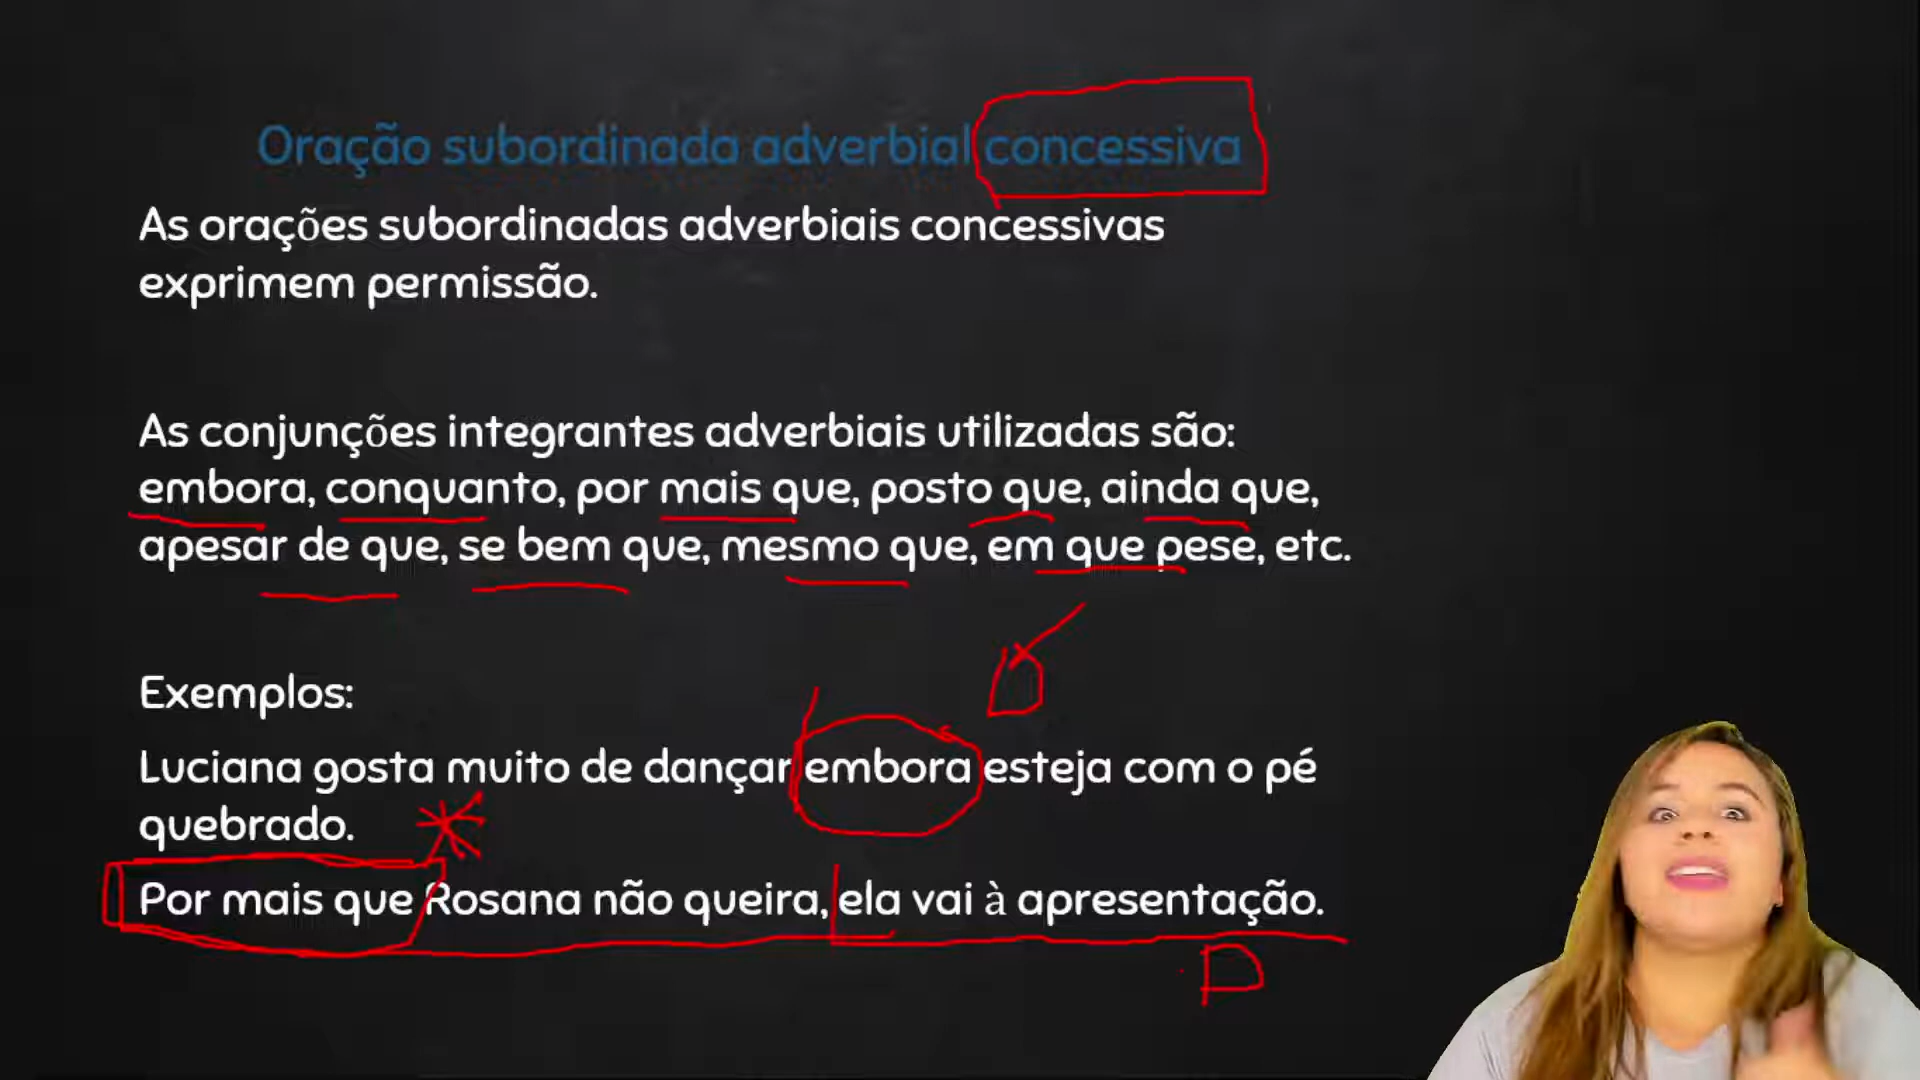 Oração subordinada adverbial concessiva
As orações subordinadas adverbiais concessivas
exprimem permissão.
As conjunções integrantes adverbiais utilizadas são:
embora, conquanto, por mais que, posto que, ainda que,
apesar de que, se bem que, mesmo que, em que pese, etc.
Exemplos:
Luciana gosta muito de dançar embora esteja com o pé
quebrado.
Por mais que Rosana não queira, ela vai à apresentação.